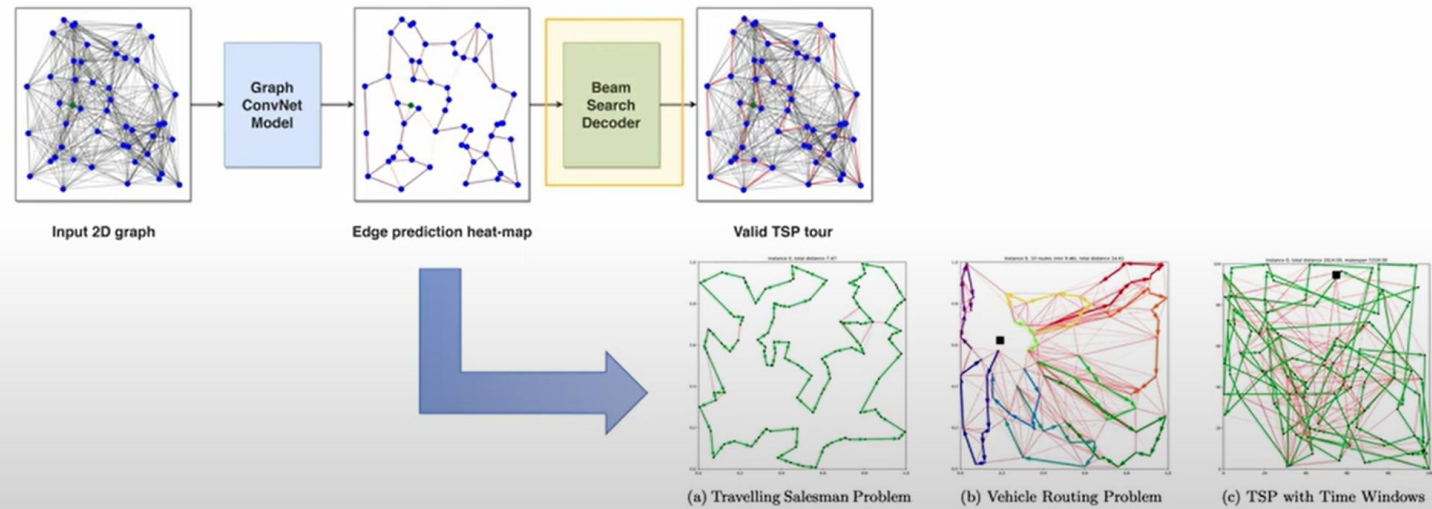 Graph
ConvNet
Model
Beam
Search
Decoder
Input 2D graph
Edge prediction heat-map
Valid TSP tour
(a) Travelling Salesman Problem
(b) Vehicle Routing Problem
(c) TSP with Time Windows